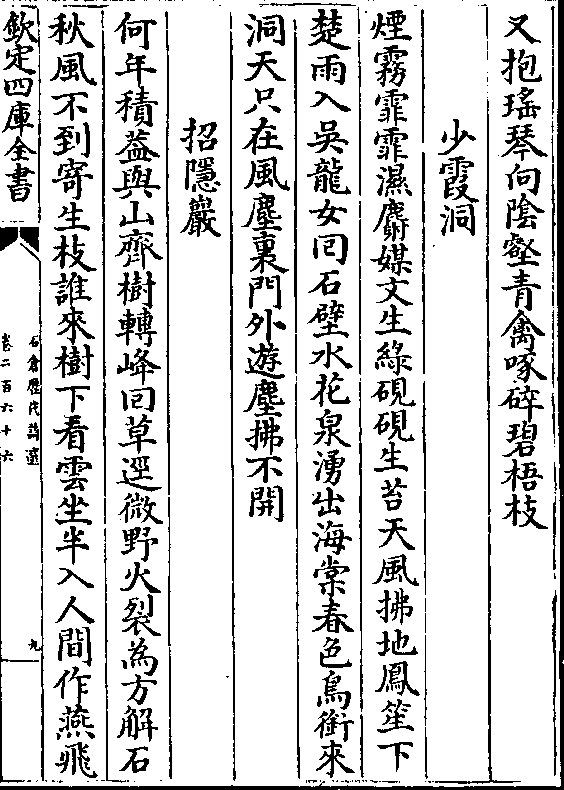 又抱瑤琴向陰壑青禽啄碎碧梧枝
少霞洞
煙霧霏霏濕麝媒文生綠硯硯生苔天風拂地鳳笙下
楚雨入吳龍女囘石壁水花泉湧出海棠春色鳥銜來
洞天只在風塵裏門外遊塵拂不開
招隱巖
何年積葢與山齊樹轉峰回草逕微野火裂為方解石
秋風不到寄生枝誰來樹下看雲坐半入人間作燕飛
欽定四庫全書
石倉歷代詩選
卷二百六十六
九